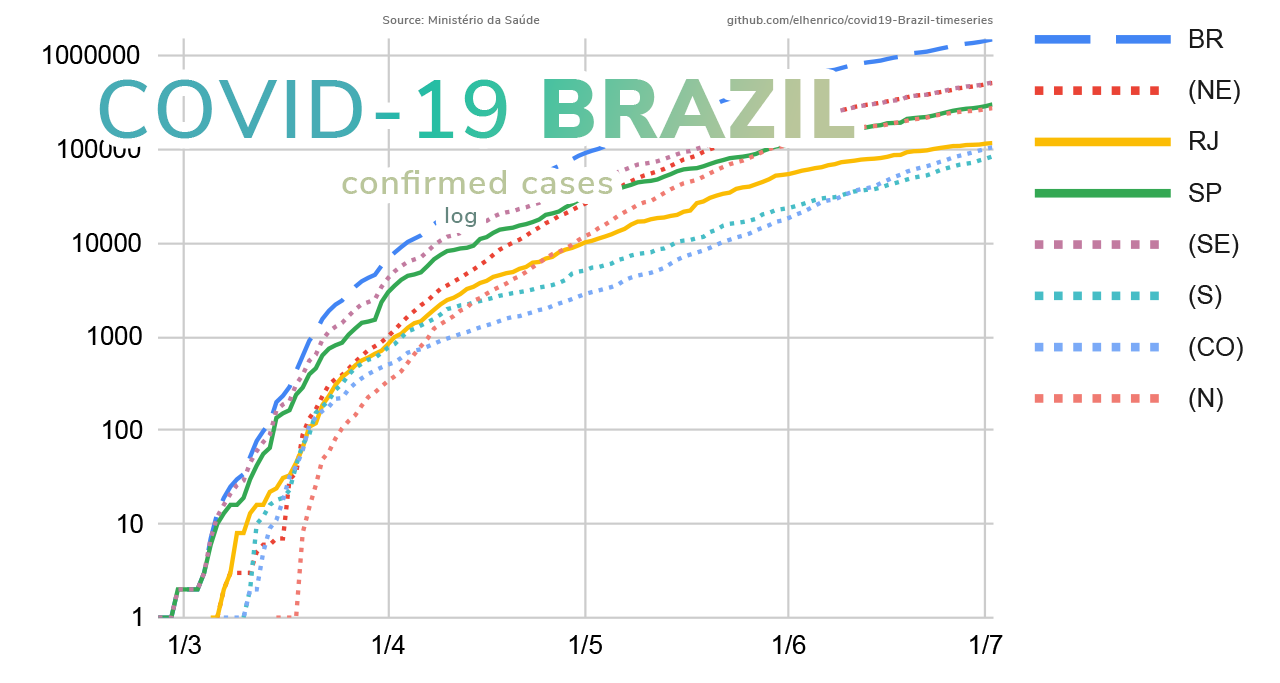 Source: Ministério da Saúde
github.com/elhenrico/covid19-Brazil-timeseries
COVID-19 BRAZIL
confirmed cases
log
1000000
100000
10000
1000
100
10
1
1/3
1/4
1/5
1/6
1/7
BR
(NE)
RJ
SP
(SE)
(S)
(CO)
(N)